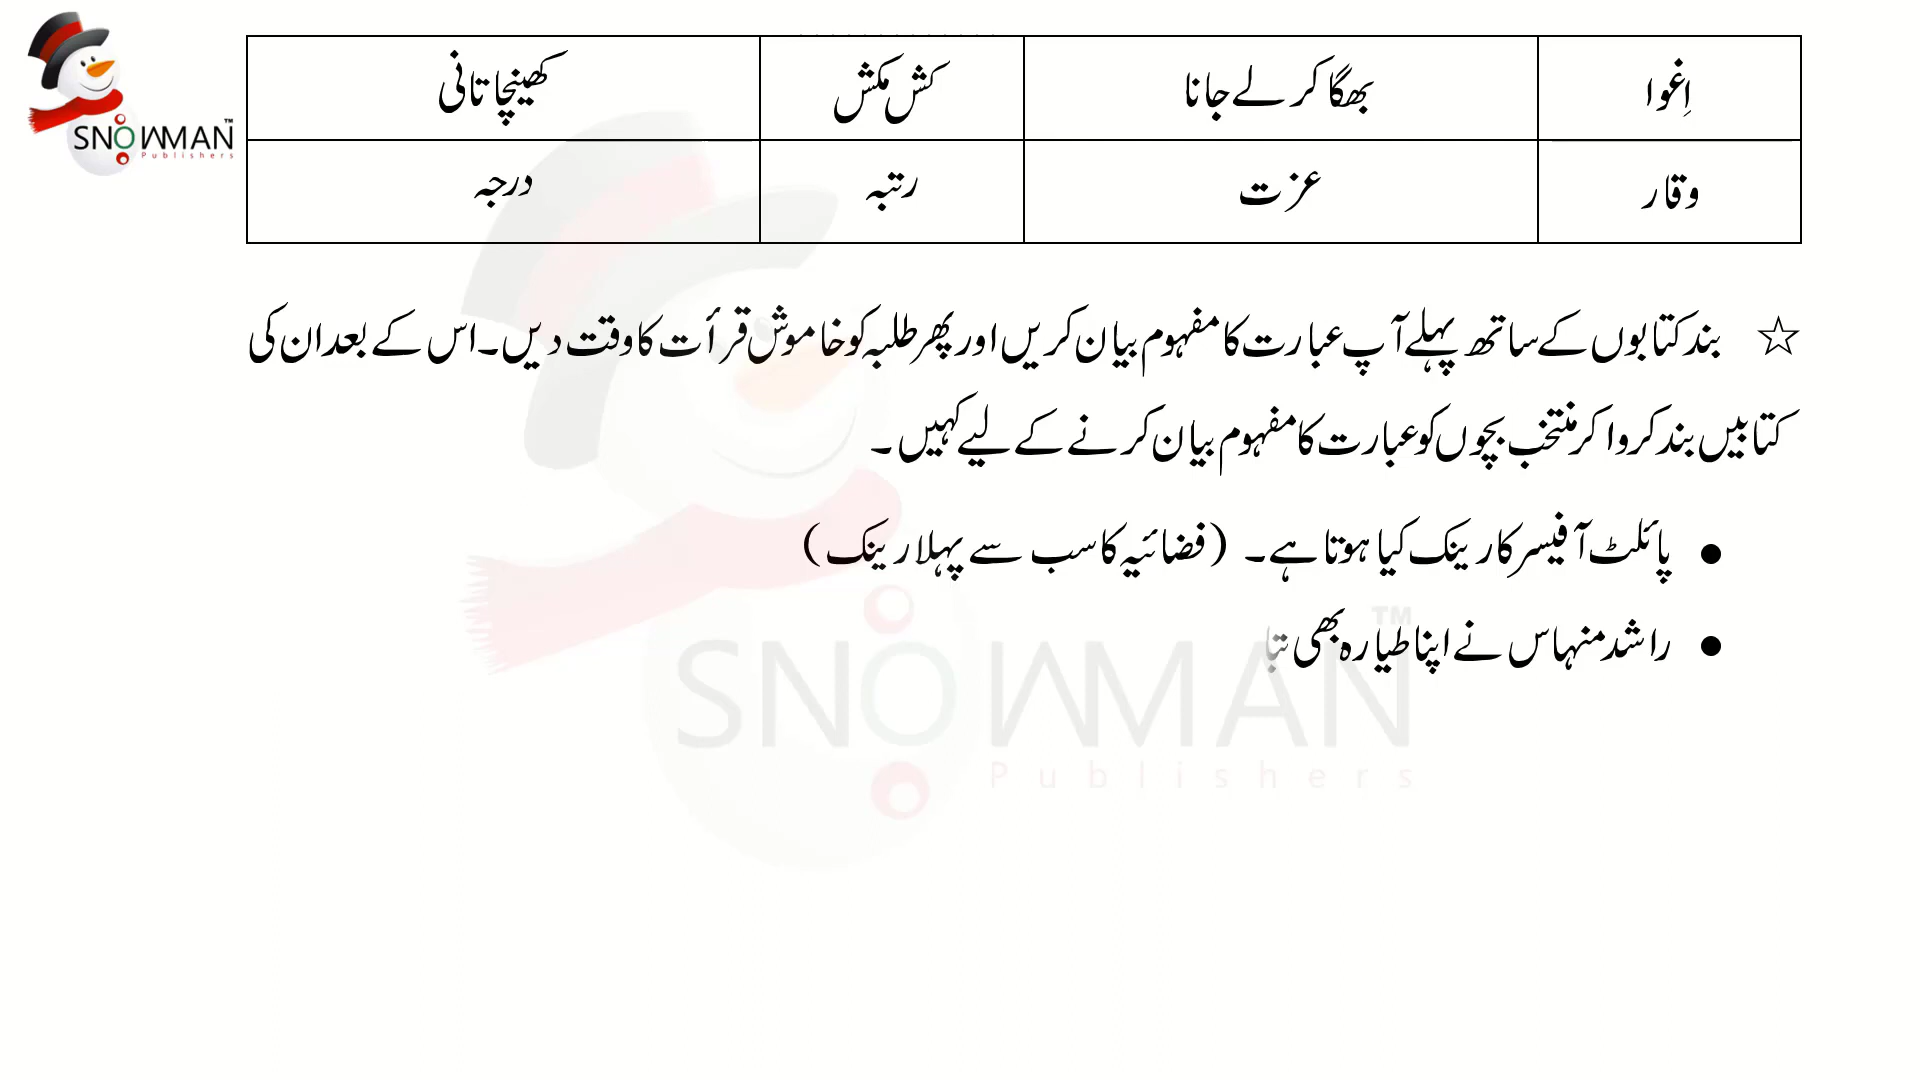 SNOWMAN™
Publishers
اِغوا بھگا کر لے جانا کش مکش کھینچا تانی
وقار عزت رتبہ درجہ
☆ بند کتابوں کے ساتھ پہلے آپ عبارت کا مفہوم بیان کریں اور پھر طلبہ کو خاموش قرأت کا وقت دیں۔ اس کے بعد ان کی
کتابیں بند کروا کر منتخب بچوں کو عبارت کا مفہوم بیان کرنے کے لیے کہیں۔
• پائلٹ آفیسر کا رینک کیا ہوتا ہے۔ (فضائیہ کا سب سے پہلا رینک)
• راشد منہاس نے اپنا طیارہ بھی
SNOWMAN™
Publishers